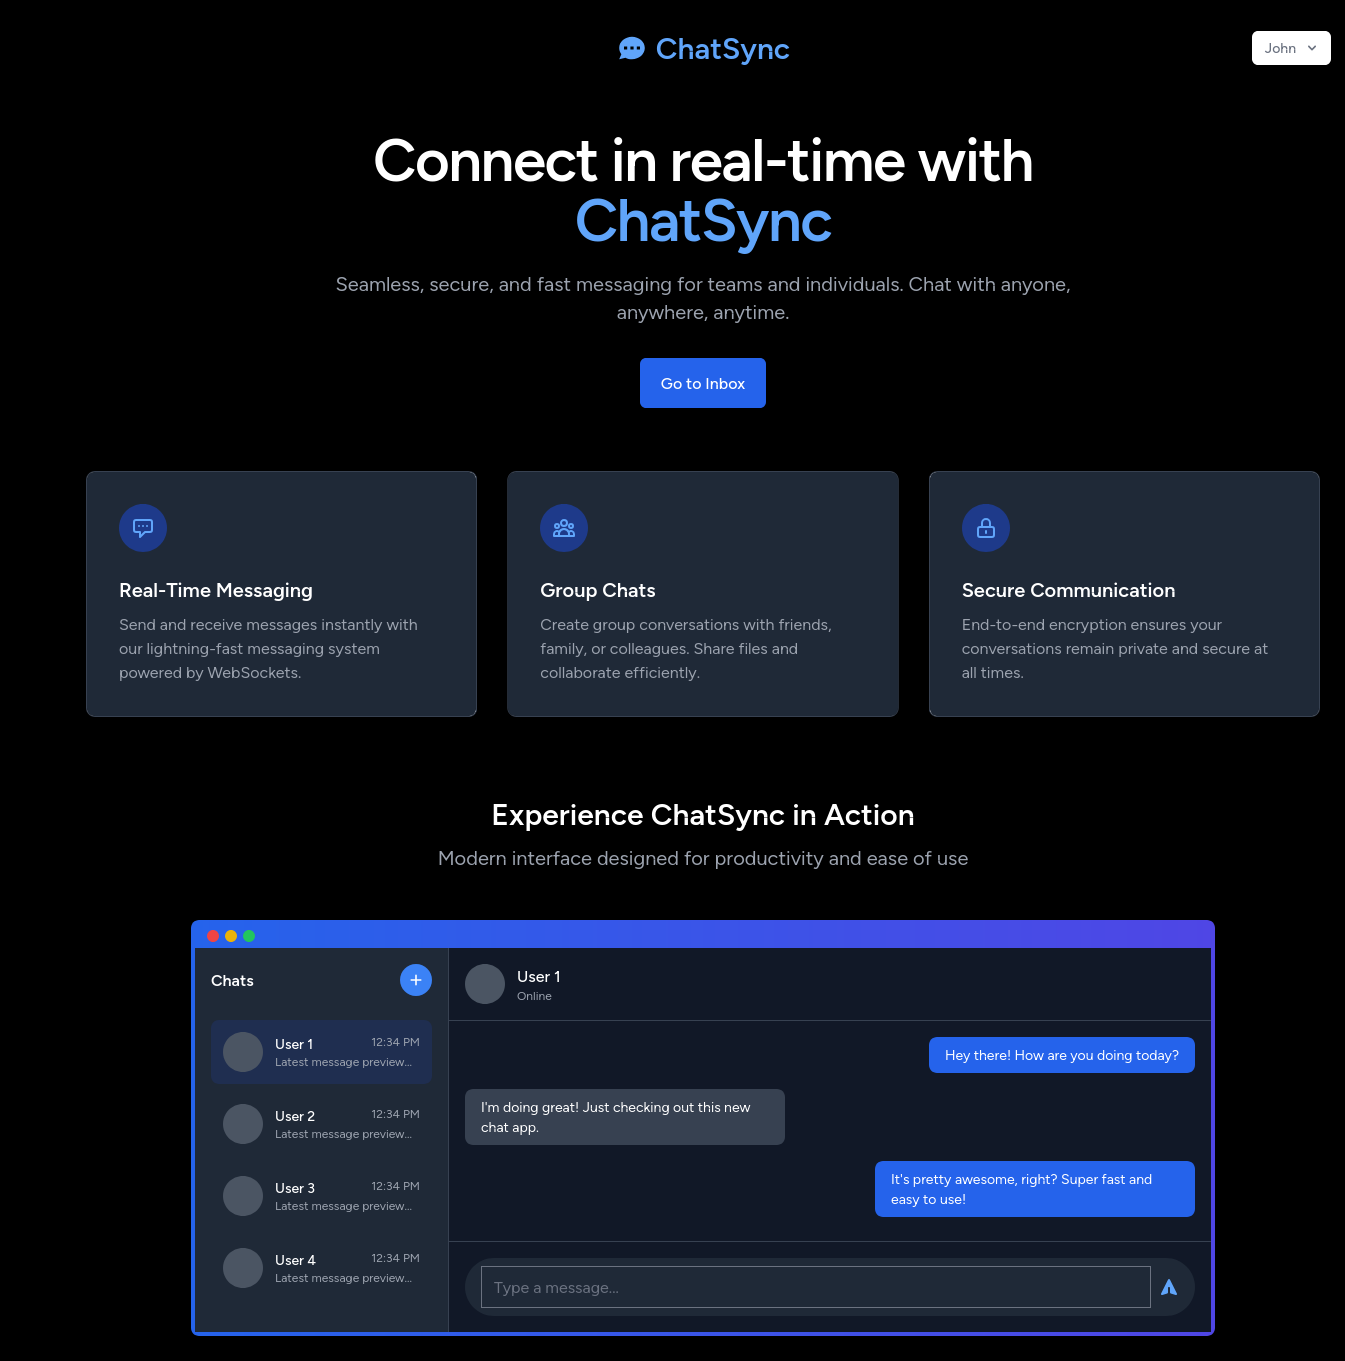 ChatSync
John
Connect in real-time with
ChatSync
Seamless, secure, and fast messaging for teams and individuals. Chat with anyone,
anywhere, anytime.
Go to Inbox
Real-Time Messaging
Send and receive messages instantly with
our lightning-fast messaging system
powered by WebSockets.
Group Chats
Create group conversations with friends,
family, or colleagues. Share files and
collaborate efficiently.
Secure Communication
End-to-end encryption ensures your
conversations remain private and secure at
all times.
Experience ChatSync in Action
Modern interface designed for productivity and ease of use
Chats
User 1 12:34 PM
Latest message preview...
User 2 12:34 PM
Latest message preview...
User 3 12:34 PM
Latest message preview...
User 4 12:34 PM
Latest message preview...
User 1
Online
Hey there! How are you doing today?
I'm doing great! Just checking out this new
chat app.
It's pretty awesome, right? Super fast and
easy to use!
Type a message...